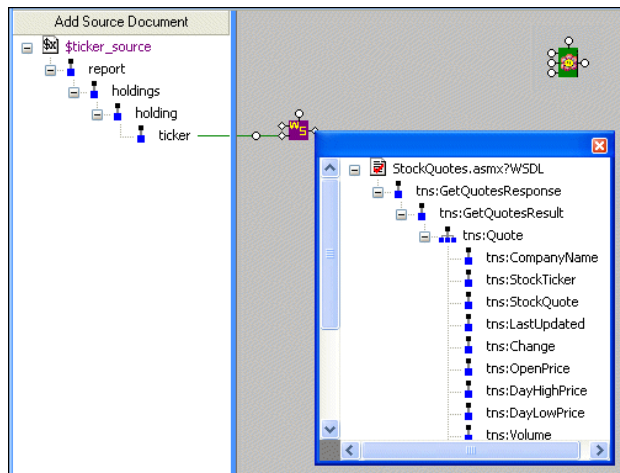 Add Source Document
$x $ticker_source
report
holdings
holding
ticker
WS
StockQuotes.asmx?WSDL
tns:GetQuotesResponse
tns:GetQuotesResult
tns:Quote
tns:CompanyName
tns:StockTicker
tns:StockQuote
tns:LastUpdated
tns:Change
tns:OpenPrice
tns:DayHighPrice
tns:DayLowPrice
tns:Volume